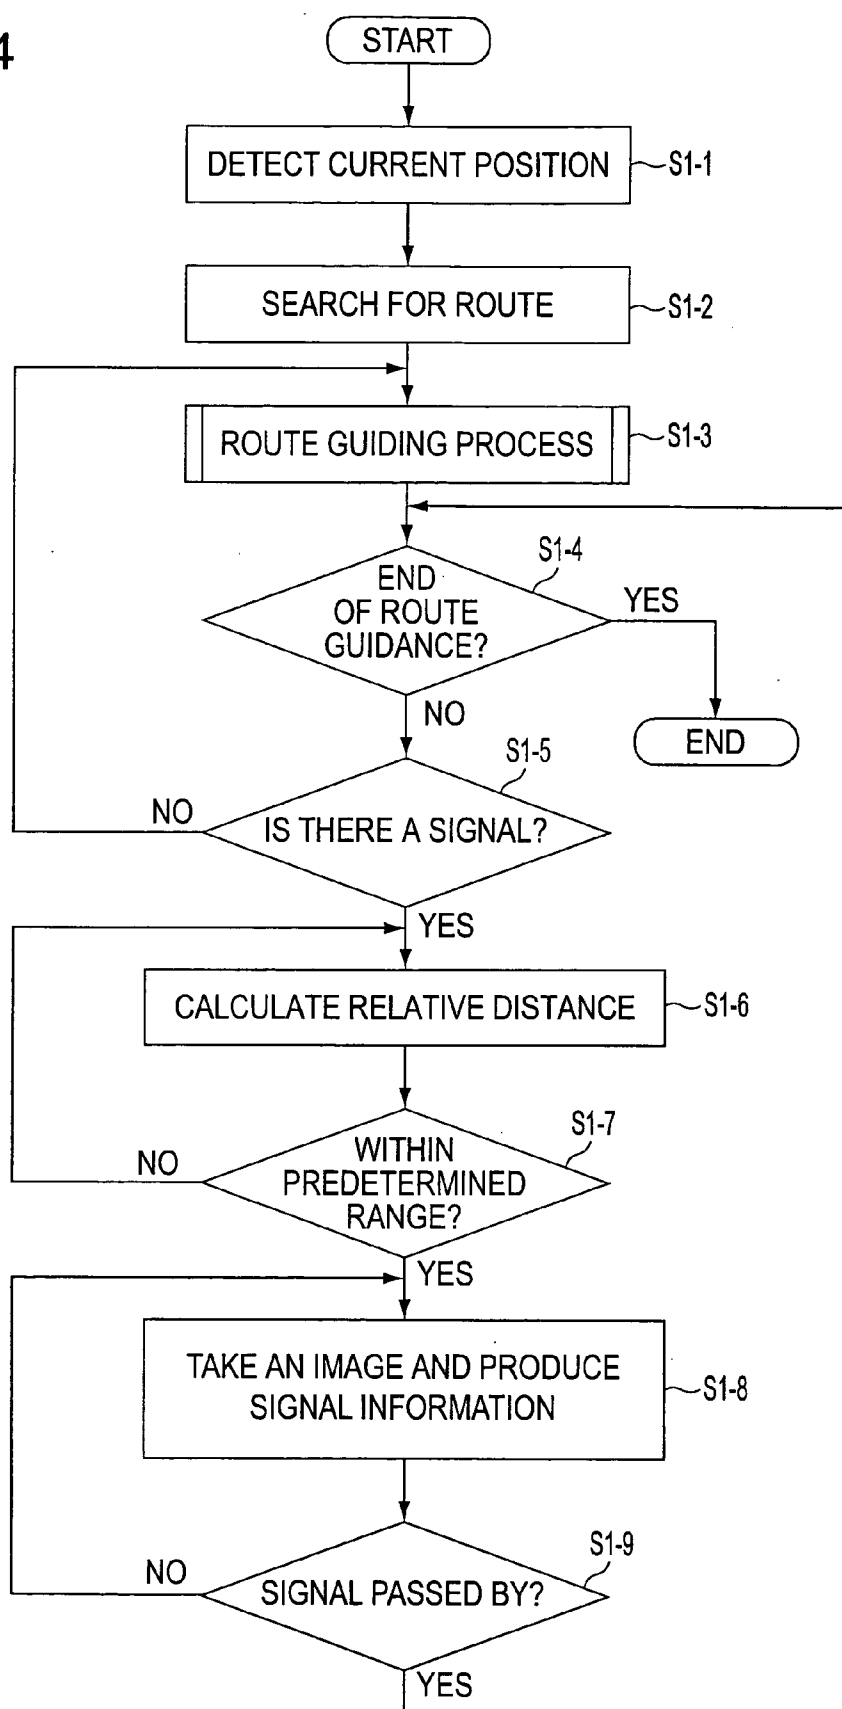 4
START
DETECT CURRENT POSITION
S1-1
SEARCH FOR ROUTE
S1-2
ROUTE GUIDING PROCESS
S1-3
S1-4
END
OF ROUTE
GUIDANCE?
YES
NO
END
S1-5
IS THERE A SIGNAL?
NO
YES
CALCULATE RELATIVE DISTANCE
S1-6
S1-7
WITHIN
PREDETERMINED
RANGE?
NO
YES
TAKE AN IMAGE AND PRODUCE
SIGNAL INFORMATION
S1-8
S1-9
SIGNAL PASSED BY?
NO
YES